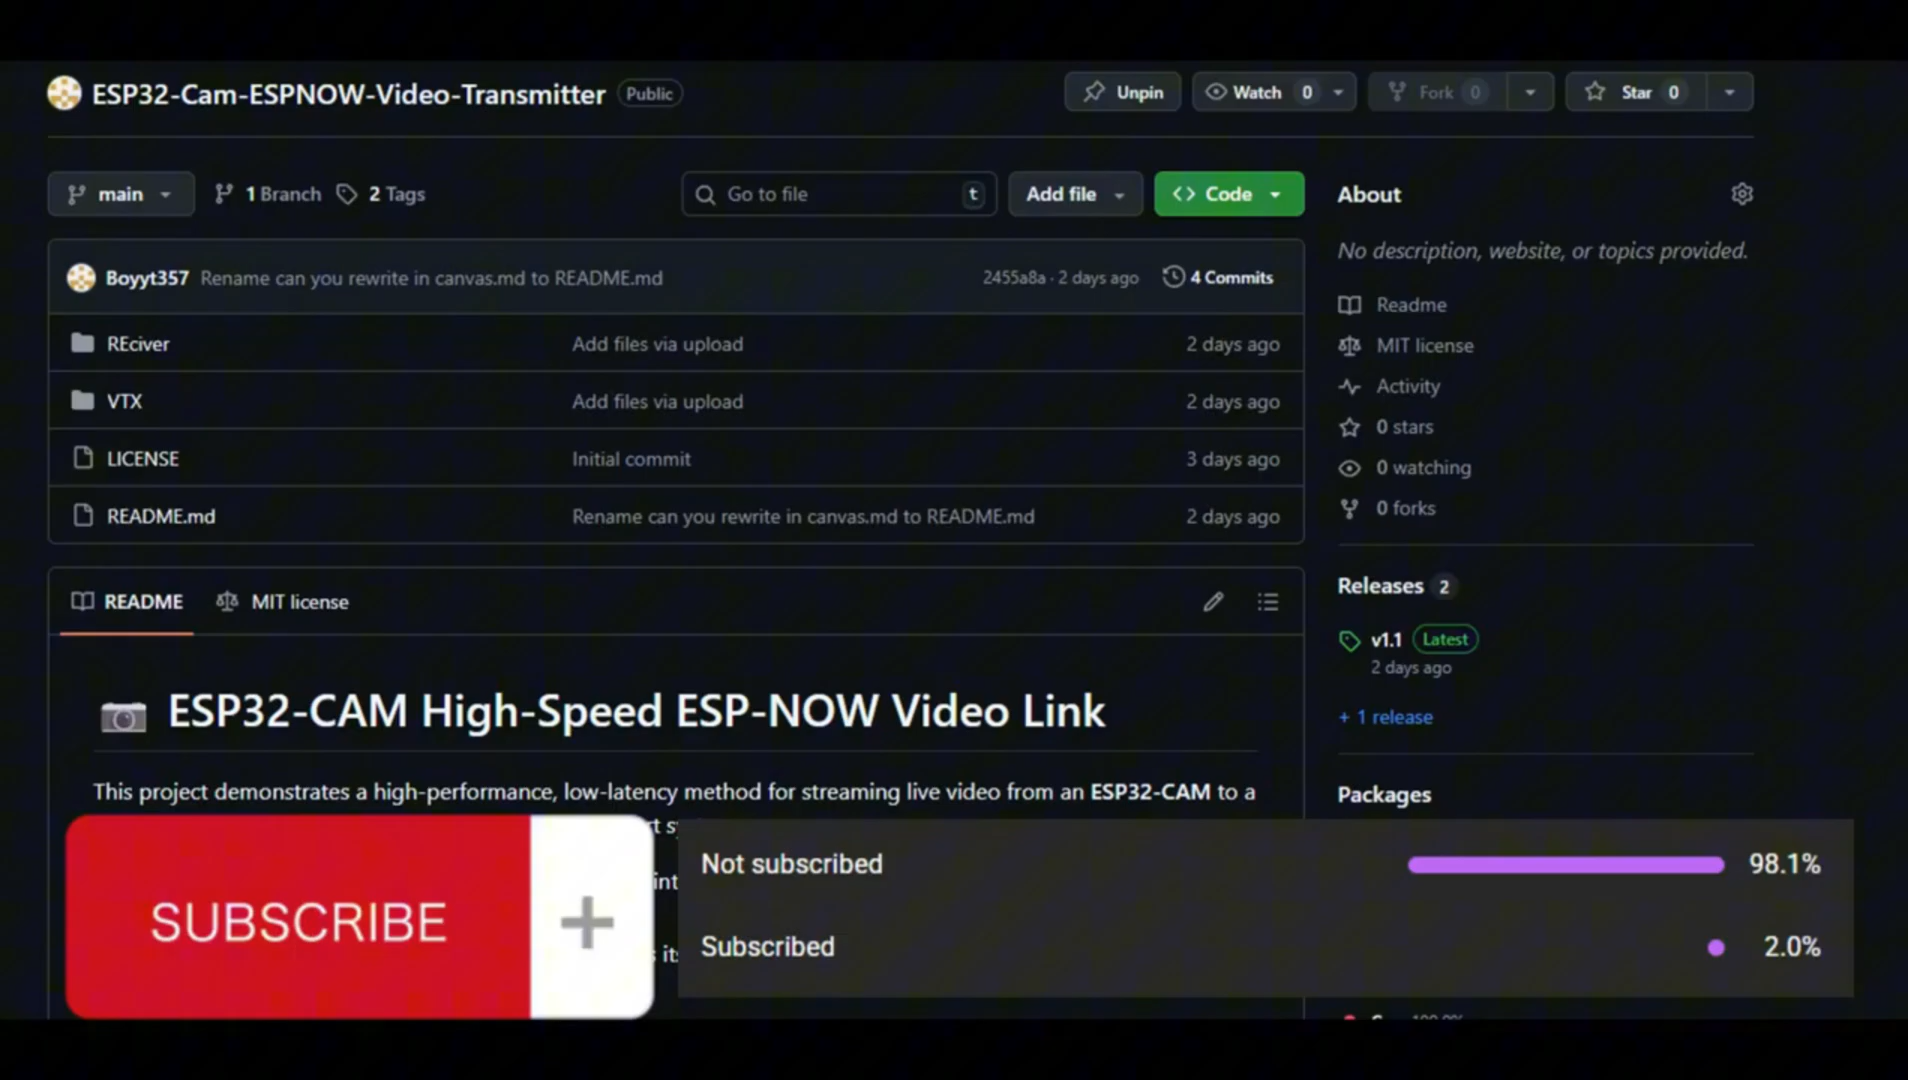 ESP32-Cam-ESPNOW-Video-Transmitter Public Unpin Watch 0 Fork 0 Star 0
main 1 Branch 2 Tags Go to file t Add file Code About
No description, website, or topics provided.
Boyyt357 Rename can you rewrite in canvas.md to README.md 2455a8a · 2 days ago 4 Commits
Readme
REciver Add files via upload 2 days ago
MIT license
Activity
VTX Add files via upload 2 days ago
0 stars
LICENSE Initial commit 3 days ago
0 watching
0 forks
README.md Rename can you rewrite in canvas.md to README.md 2 days ago
Releases 2
README MIT license
v1.1 Latest
2 days ago
+ 1 release
ESP32-CAM High-Speed ESP-NOW Video Link
This project demonstrates a high-performance, low-latency method for streaming live video from an ESP32-CAM to a
Packages
SUBSCRIBE +
Not subscribed 98.1%
Subscribed 2.0%